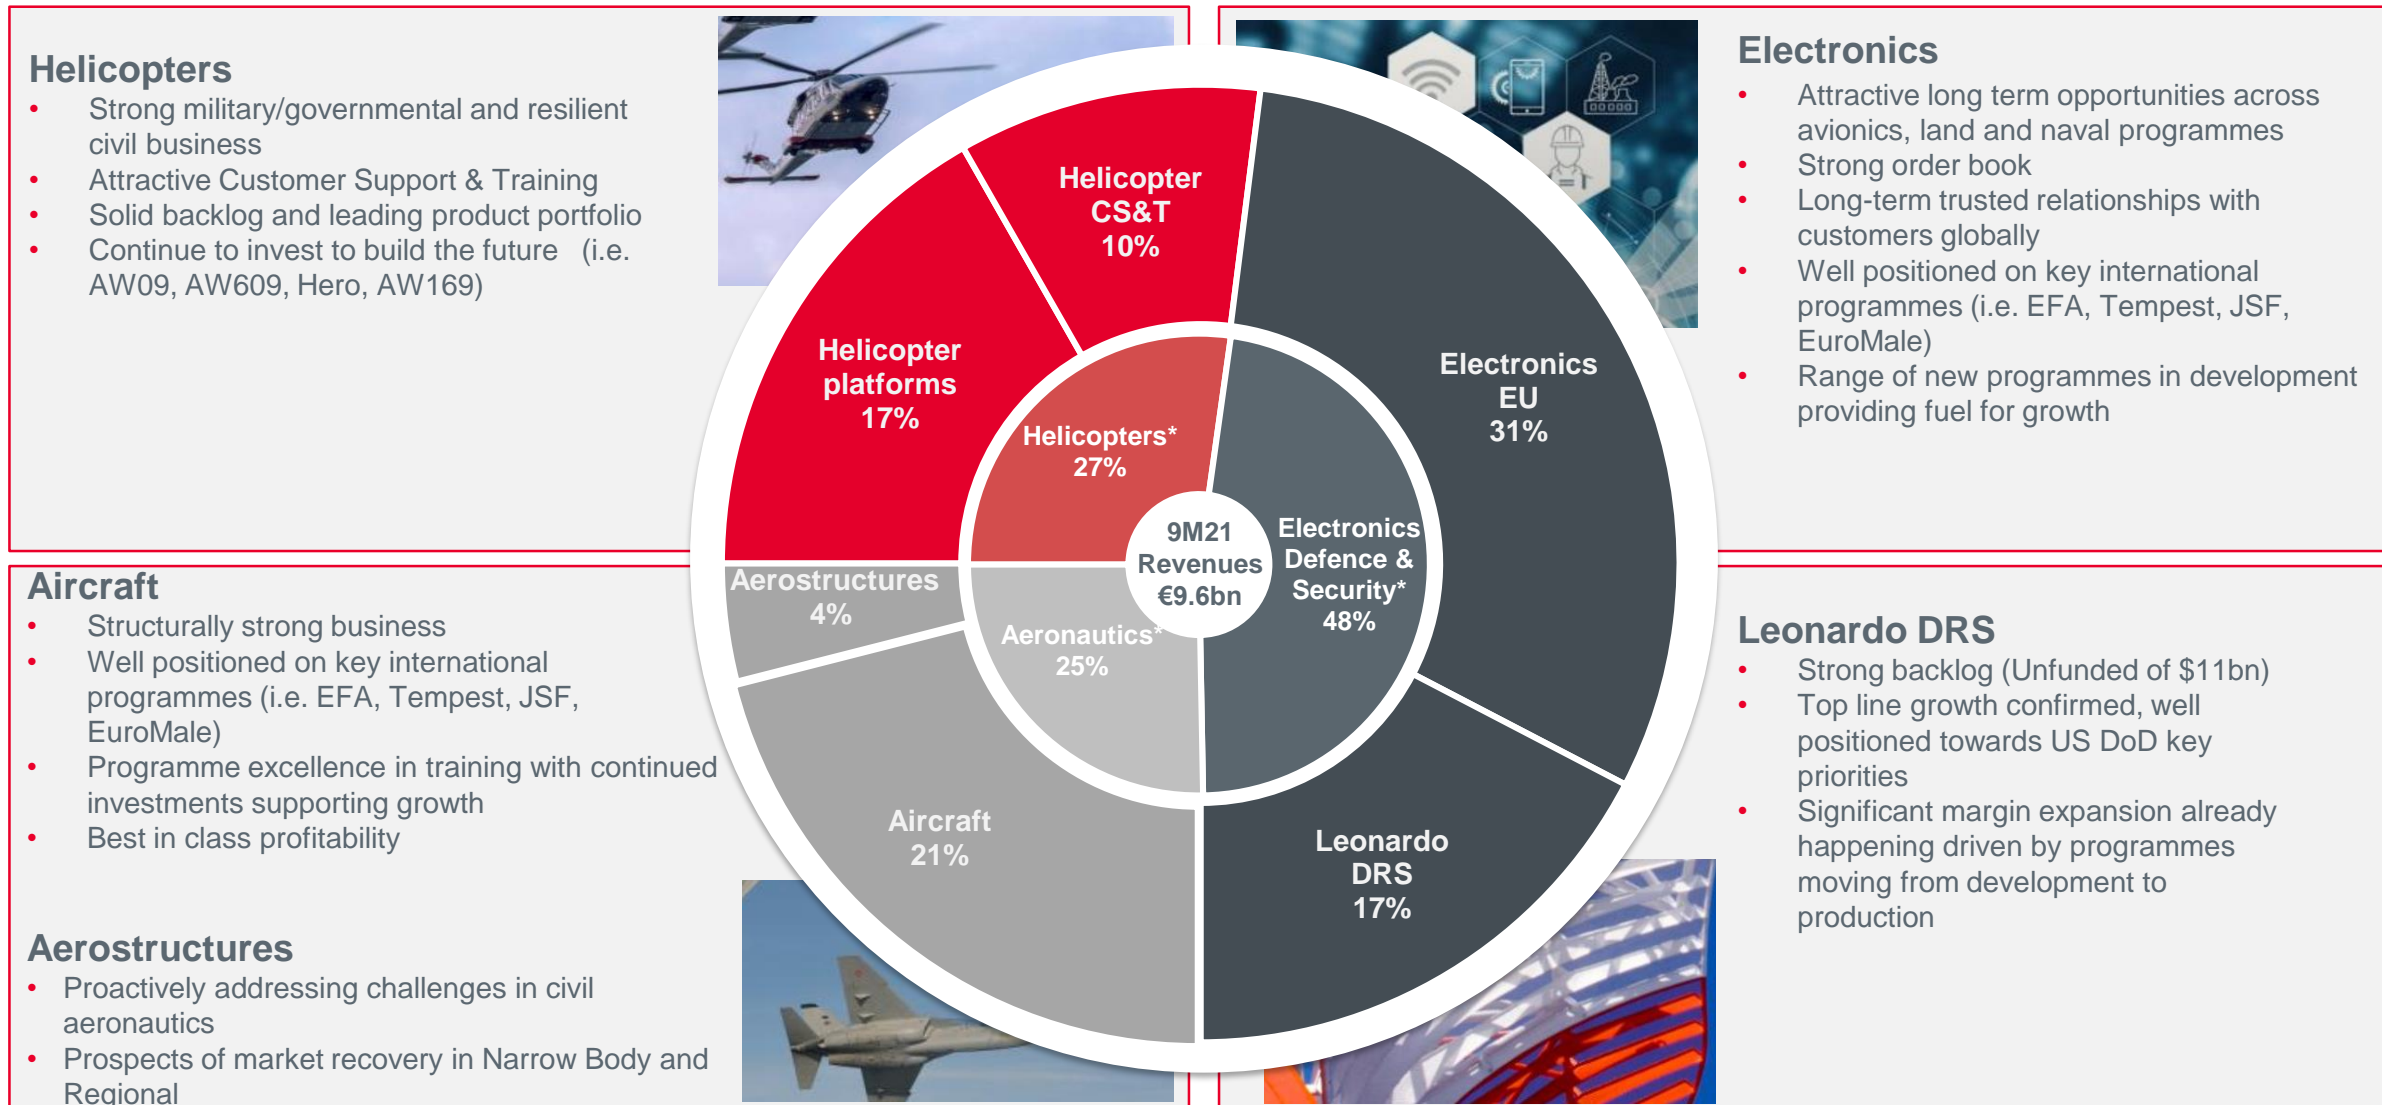 Helicopters
• Strong military/governmental and resilient
civil business
• Attractive Customer Support & Training
• Solid backlog and leading product portfolio
• Continue to invest to build the future (i.e.
AW09, AW609, Hero, AW169)
Electronics
• Attractive long term opportunities across
avionics, land and naval programmes
• Strong order book
• Long-term trusted relationships with
customers globally
• Well positioned on key international
programmes (i.e. EFA, Tempest, JSF,
EuroMale)
• Range of new programmes in development
providing fuel for growth
Helicopter
CS&T
10%
Helicopter
platforms
17%
Electronics
EU
31%
Helicopters*
27%
9M21
Revenues
€9.6bn
Electronics
Defence &
Security*
48%
Aerostructures
4%
Aeronautics*
25%
Aircraft
21%
Leonardo
DRS
17%
Aircraft
• Structurally strong business
• Well positioned on key international
programmes (i.e. EFA, Tempest, JSF,
EuroMale)
• Programme excellence in training with continued
investments supporting growth
• Best in class profitability
Aerostructures
• Proactively addressing challenges in civil
aeronautics
• Prospects of market recovery in Narrow Body and
Regional
Leonardo DRS
• Strong backlog (Unfunded of $11bn)
• Top line growth confirmed, well
positioned towards US DoD key
priorities
• Significant margin expansion already
happening driven by programmes
moving from development to
production